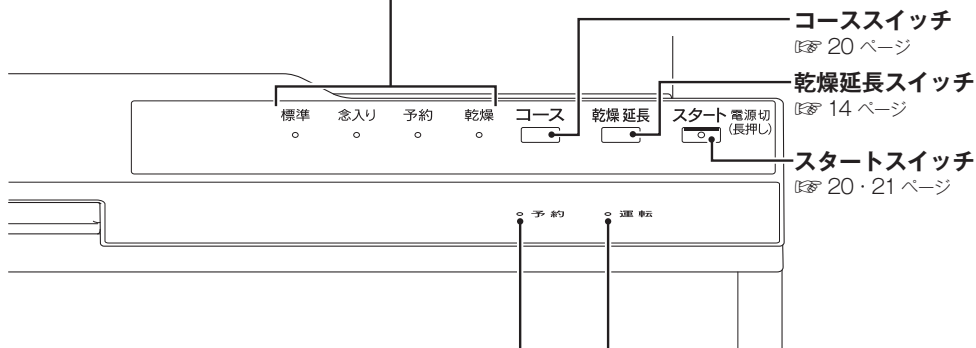 コーススイッチ
☞ 20 ページ
乾燥延長スイッチ
☞ 14 ページ
標準 念入り 予約 乾燥 コース 乾燥 延長 スタート 電源切
(長押し)
スタートスイッチ
☞ 20・21 ページ
予約 運転